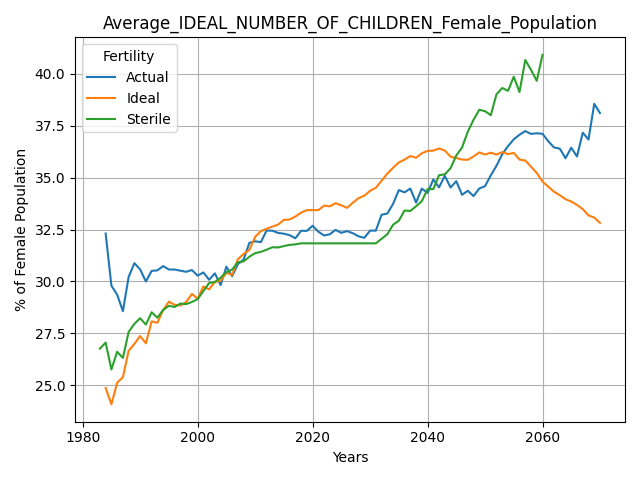 Average_IDEAL_NUMBER_OF_CHILDREN_Female_Population
Fertility
Actual
Ideal
Sterile
% of Female Population
40.0
37.5
35.0
32.5
30.0
27.5
25.0
1980
2000
2020
2040
2060
Years